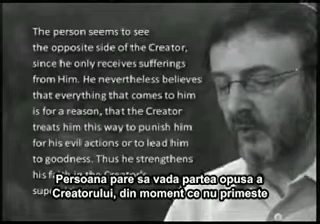 The person seems to see
the opposite side of the Creator,
since he only receives sufferings
from Him. He nevertheless believes
that everything that comes to him
is for a reason, that the Creator
treats him this way to punish him
for his evil actions or to lead him
to goodness. Thus he strengthens
his
Persoana pare sa vada partea opusa a
Creatorului, din moment ce nu primeste